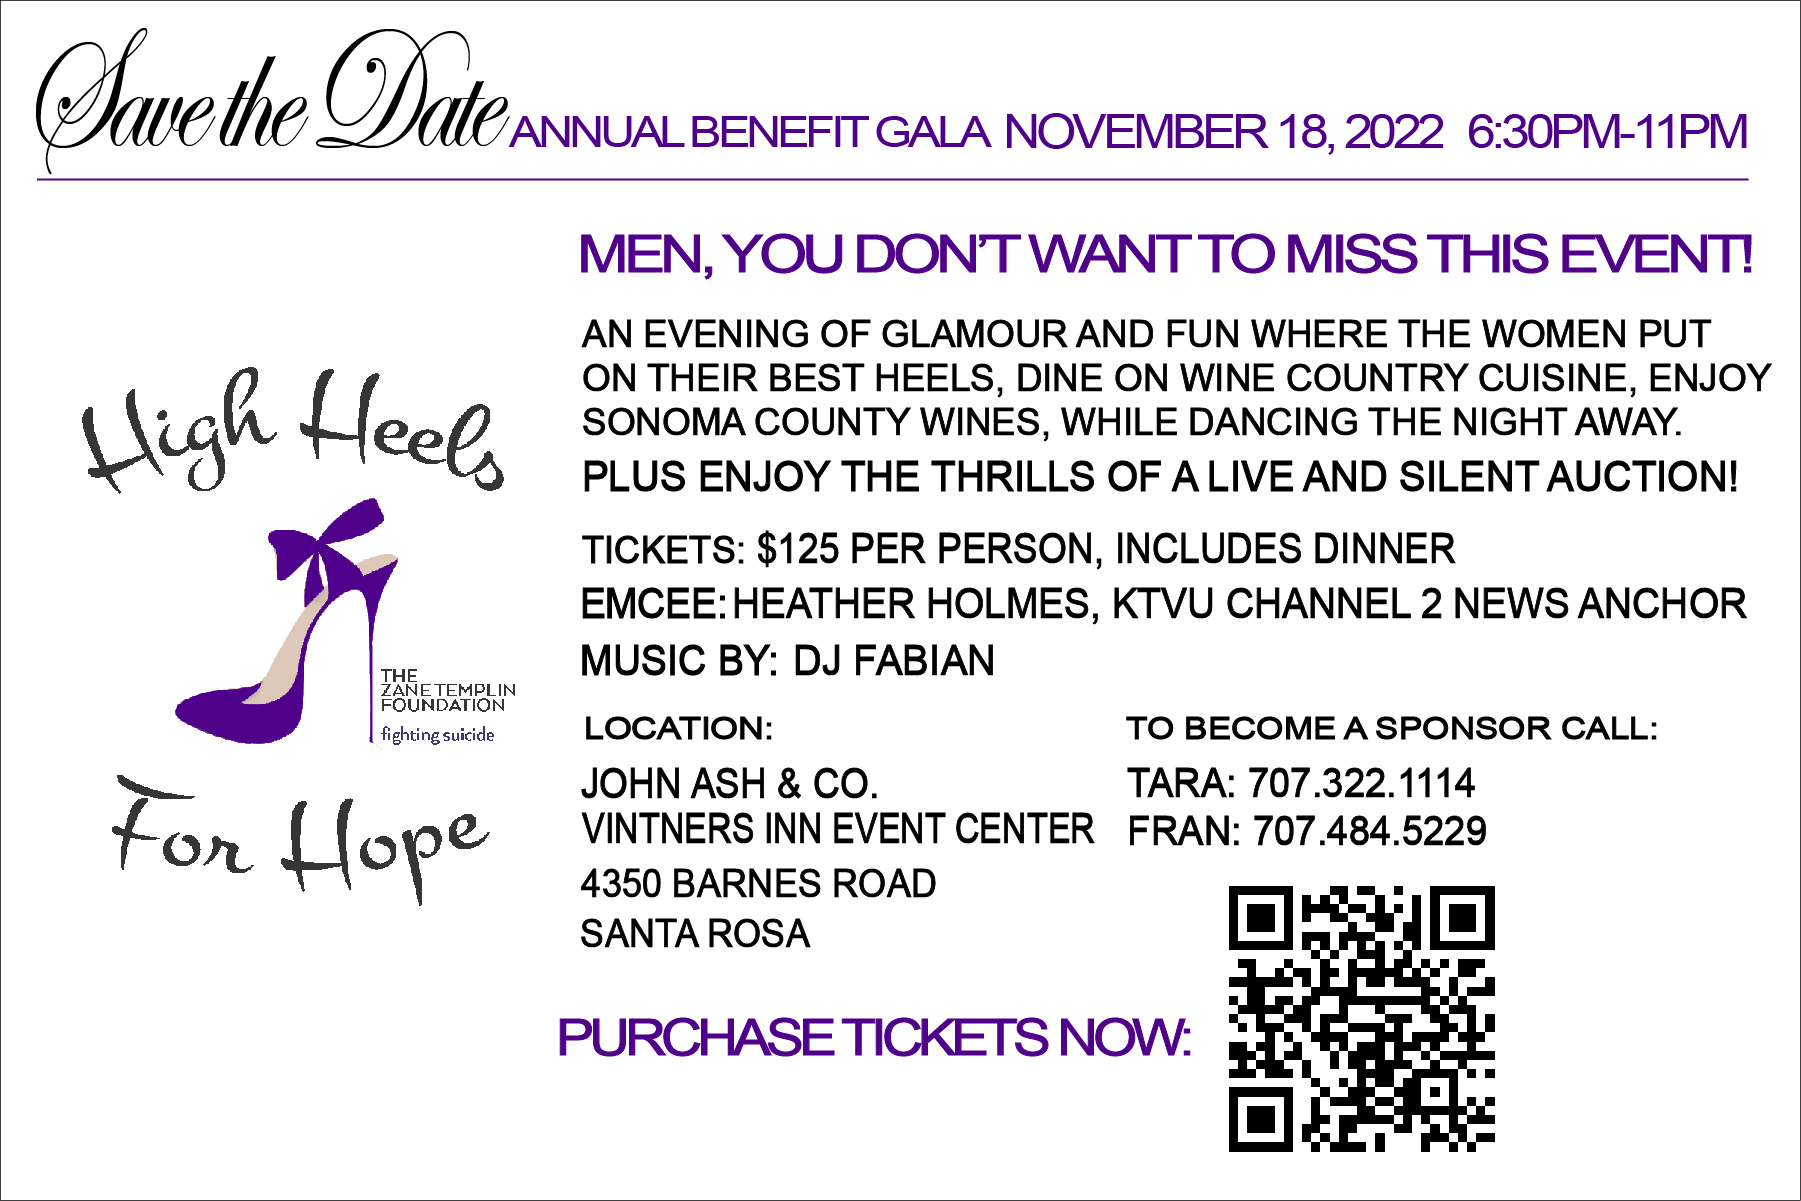 Save the Date ANNUAL BENEFIT GALA NOVEMBER 18, 2022 6:30PM-11PM
MEN, YOU DON’T WANT TO MISS THIS EVENT!
AN EVENING OF GLAMOUR AND FUN WHERE THE WOMEN PUT
ON THEIR BEST HEELS, DINE ON WINE COUNTRY CUISINE, ENJOY
SONOMA COUNTY WINES, WHILE DANCING THE NIGHT AWAY.
PLUS ENJOY THE THRILLS OF A LIVE AND SILENT AUCTION!
TICKETS: $125 PER PERSON, INCLUDES DINNER
EMCEE: HEATHER HOLMES, KTVU CHANNEL 2 NEWS ANCHOR
MUSIC BY: DJ FABIAN
High Heels
THE
ZANE TEMPLIN
FOUNDATION
fighting suicide
For Hope
LOCATION:
JOHN ASH & CO.
VINTNERS INN EVENT CENTER
4350 BARNES ROAD
SANTA ROSA
TO BECOME A SPONSOR CALL:
TARA: 707.322.1114
FRAN: 707.484.5229
PURCHASE TICKETS NOW: